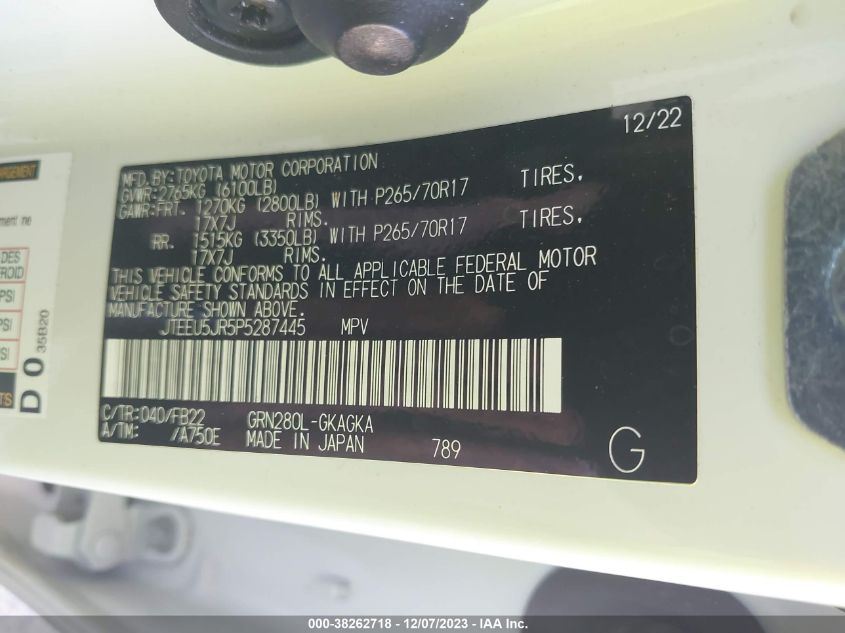 12/22
MFD.BY:TOYOTA MOTOR CORPORATION
GVWR:2765KG (6100LB)
GAWR:FRT. 1270KG (2800LB) WITH P265/70R17 TIRES,
17X7J RIMS.
RR. 1515KG (3350LB) WITH P265/70R17 TIRES,
17X7J RIMS.
THIS VEHICLE CONFORMS TO ALL APPLICABLE FEDERAL MOTOR
VEHICLE SAFETY STANDARDS IN EFFECT ON THE DATE OF
MANUFACTURE SHOWN ABOVE.
JTEEU5JR5P5287445 MPV
C/TR:040/FB22 GRN280L-GKAGKA
A/TM: /A750E MADE IN JAPAN 789
G
D 0 35B20
PSI
PSI
000-38262718 - 12/07/2023 - IAA Inc.